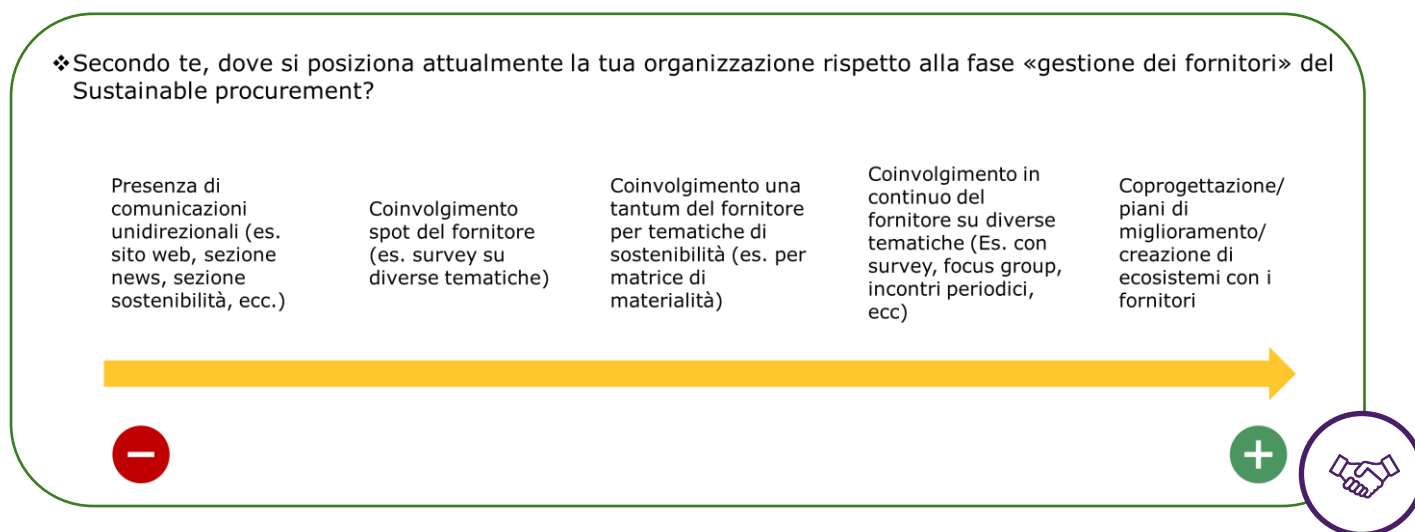 ❖Secondo te, dove si posiziona attualmente la tua organizzazione rispetto alla fase «gestione dei fornitori» del
Sustainable procurement?
Presenza di
comunicazioni
unidirezionali (es.
sito web, sezione
news, sezione
sostenibilità, ecc.)
Coinvolgimento
spot del fornitore
(es. survey su
diverse tematiche)
Coinvolgimento una
tantum del fornitore
per tematiche di
sostenibilità (es. per
matrice di
materialità)
Coinvolgimento in
continuo del
fornitore su diverse
tematiche (Es. con
survey, focus group,
incontri periodici,
ecc)
Coprogettazione/
piani di
miglioramento/
creazione di
ecosistemi con i
fornitori